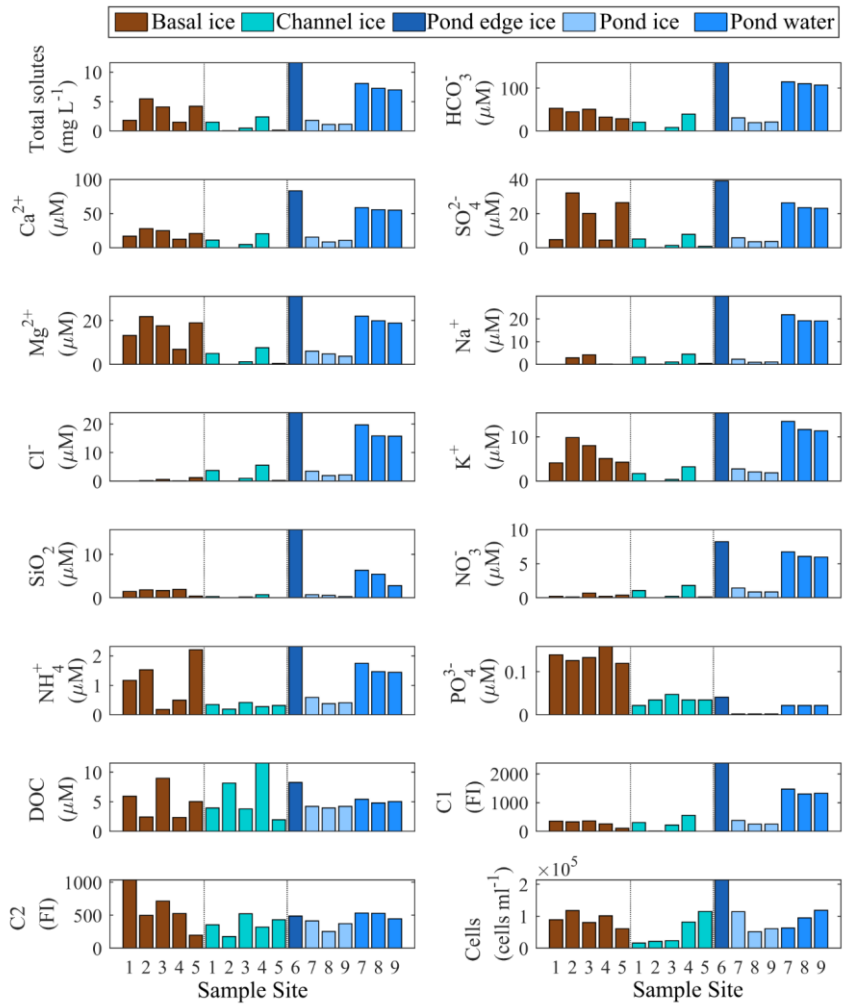 Basal ice Channel ice Pond edge ice Pond ice Pond water
Total solutes
(mg L⁻¹)
10
5
0
HCO₃⁻
(μM)
100
0
Ca²⁺
(μM)
100
50
0
SO₄²⁻
(μM)
40
20
0
Mg²⁺
(μM)
20
0
Na⁺
(μM)
20
10
0
Cl⁻
(μM)
20
10
0
K⁺
(μM)
10
0
SiO₂
(μM)
10
0
NO₃⁻
(μM)
10
5
0
NH₄⁺
(μM)
2
1
0
PO₄³⁻
(μM)
0.1
0
DOC
(μM)
10
5
0
C1
(FI)
2000
1000
0
C2
(FI)
1000
500
0
1 2 3 4 5 1 2 3 4 5 6 7 8 9 7 8 9
Sample Site
Cells
(cells ml⁻¹)
×10⁵
2
1
0
1 2 3 4 5 1 2 3 4 5 6 7 8 9 7 8 9
Sample Site